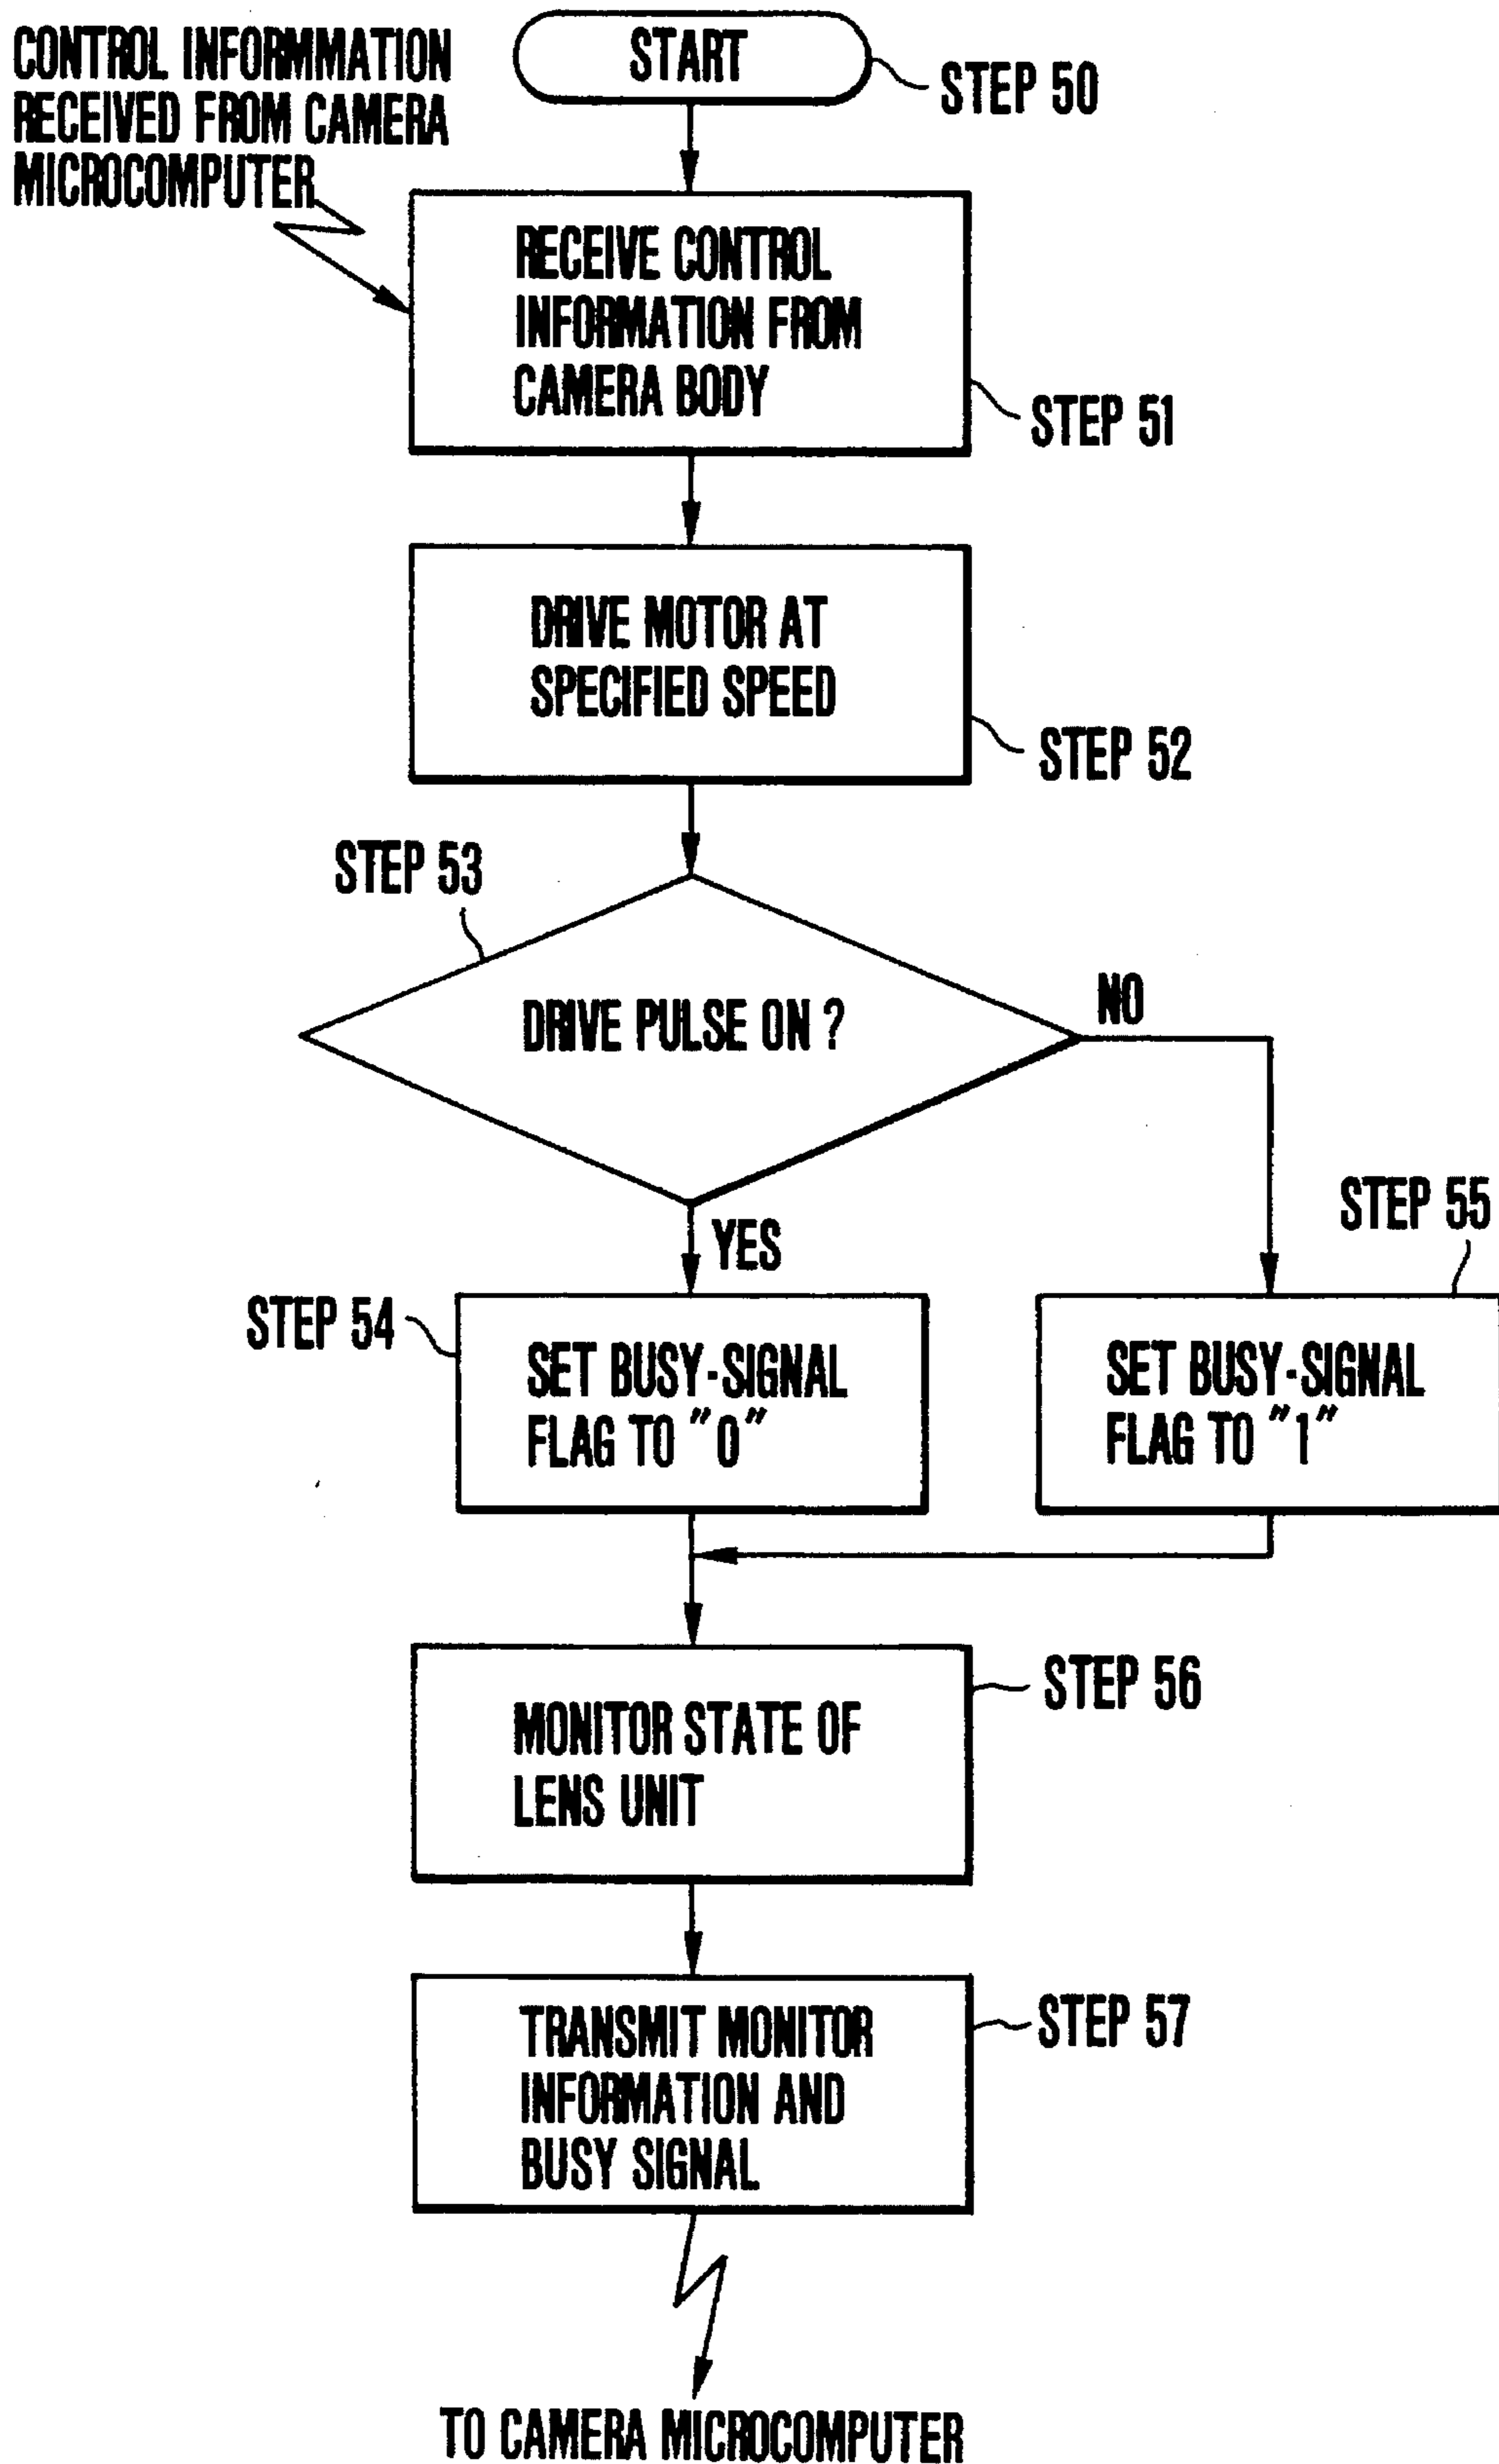 CONTROL INFORMMATION
RECEIVED FROM CAMERA
MICROCOMPUTER
START
STEP 50
RECEIVE CONTROL
INFORMATION FROM
CAMERA BODY
STEP 51
DRIVE MOTOR AT
SPECIFIED SPEED
STEP 52
STEP 53
DRIVE PULSE ON ?
NO
YES
STEP 54
SET BUSY-SIGNAL
FLAG TO "0"
STEP 55
SET BUSY-SIGNAL
FLAG TO "1"
MONITOR STATE OF
LENS UNIT
STEP 56
TRANSMIT MONITOR
INFORMATION AND
BUSY SIGNAL
STEP 57
TO CAMERA MICROCOMPUTER